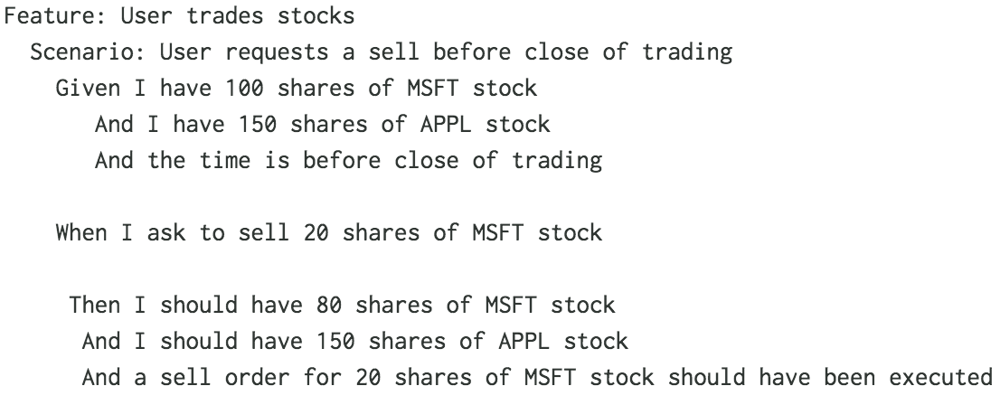 Feature: User trades stocks
Scenario: User requests a sell before close of trading
Given I have 100 shares of MSFT stock
And I have 150 shares of APPL stock
And the time is before close of trading
When I ask to sell 20 shares of MSFT stock
Then I should have 80 shares of MSFT stock
And I should have 150 shares of APPL stock
And a sell order for 20 shares of MSFT stock should have been executed